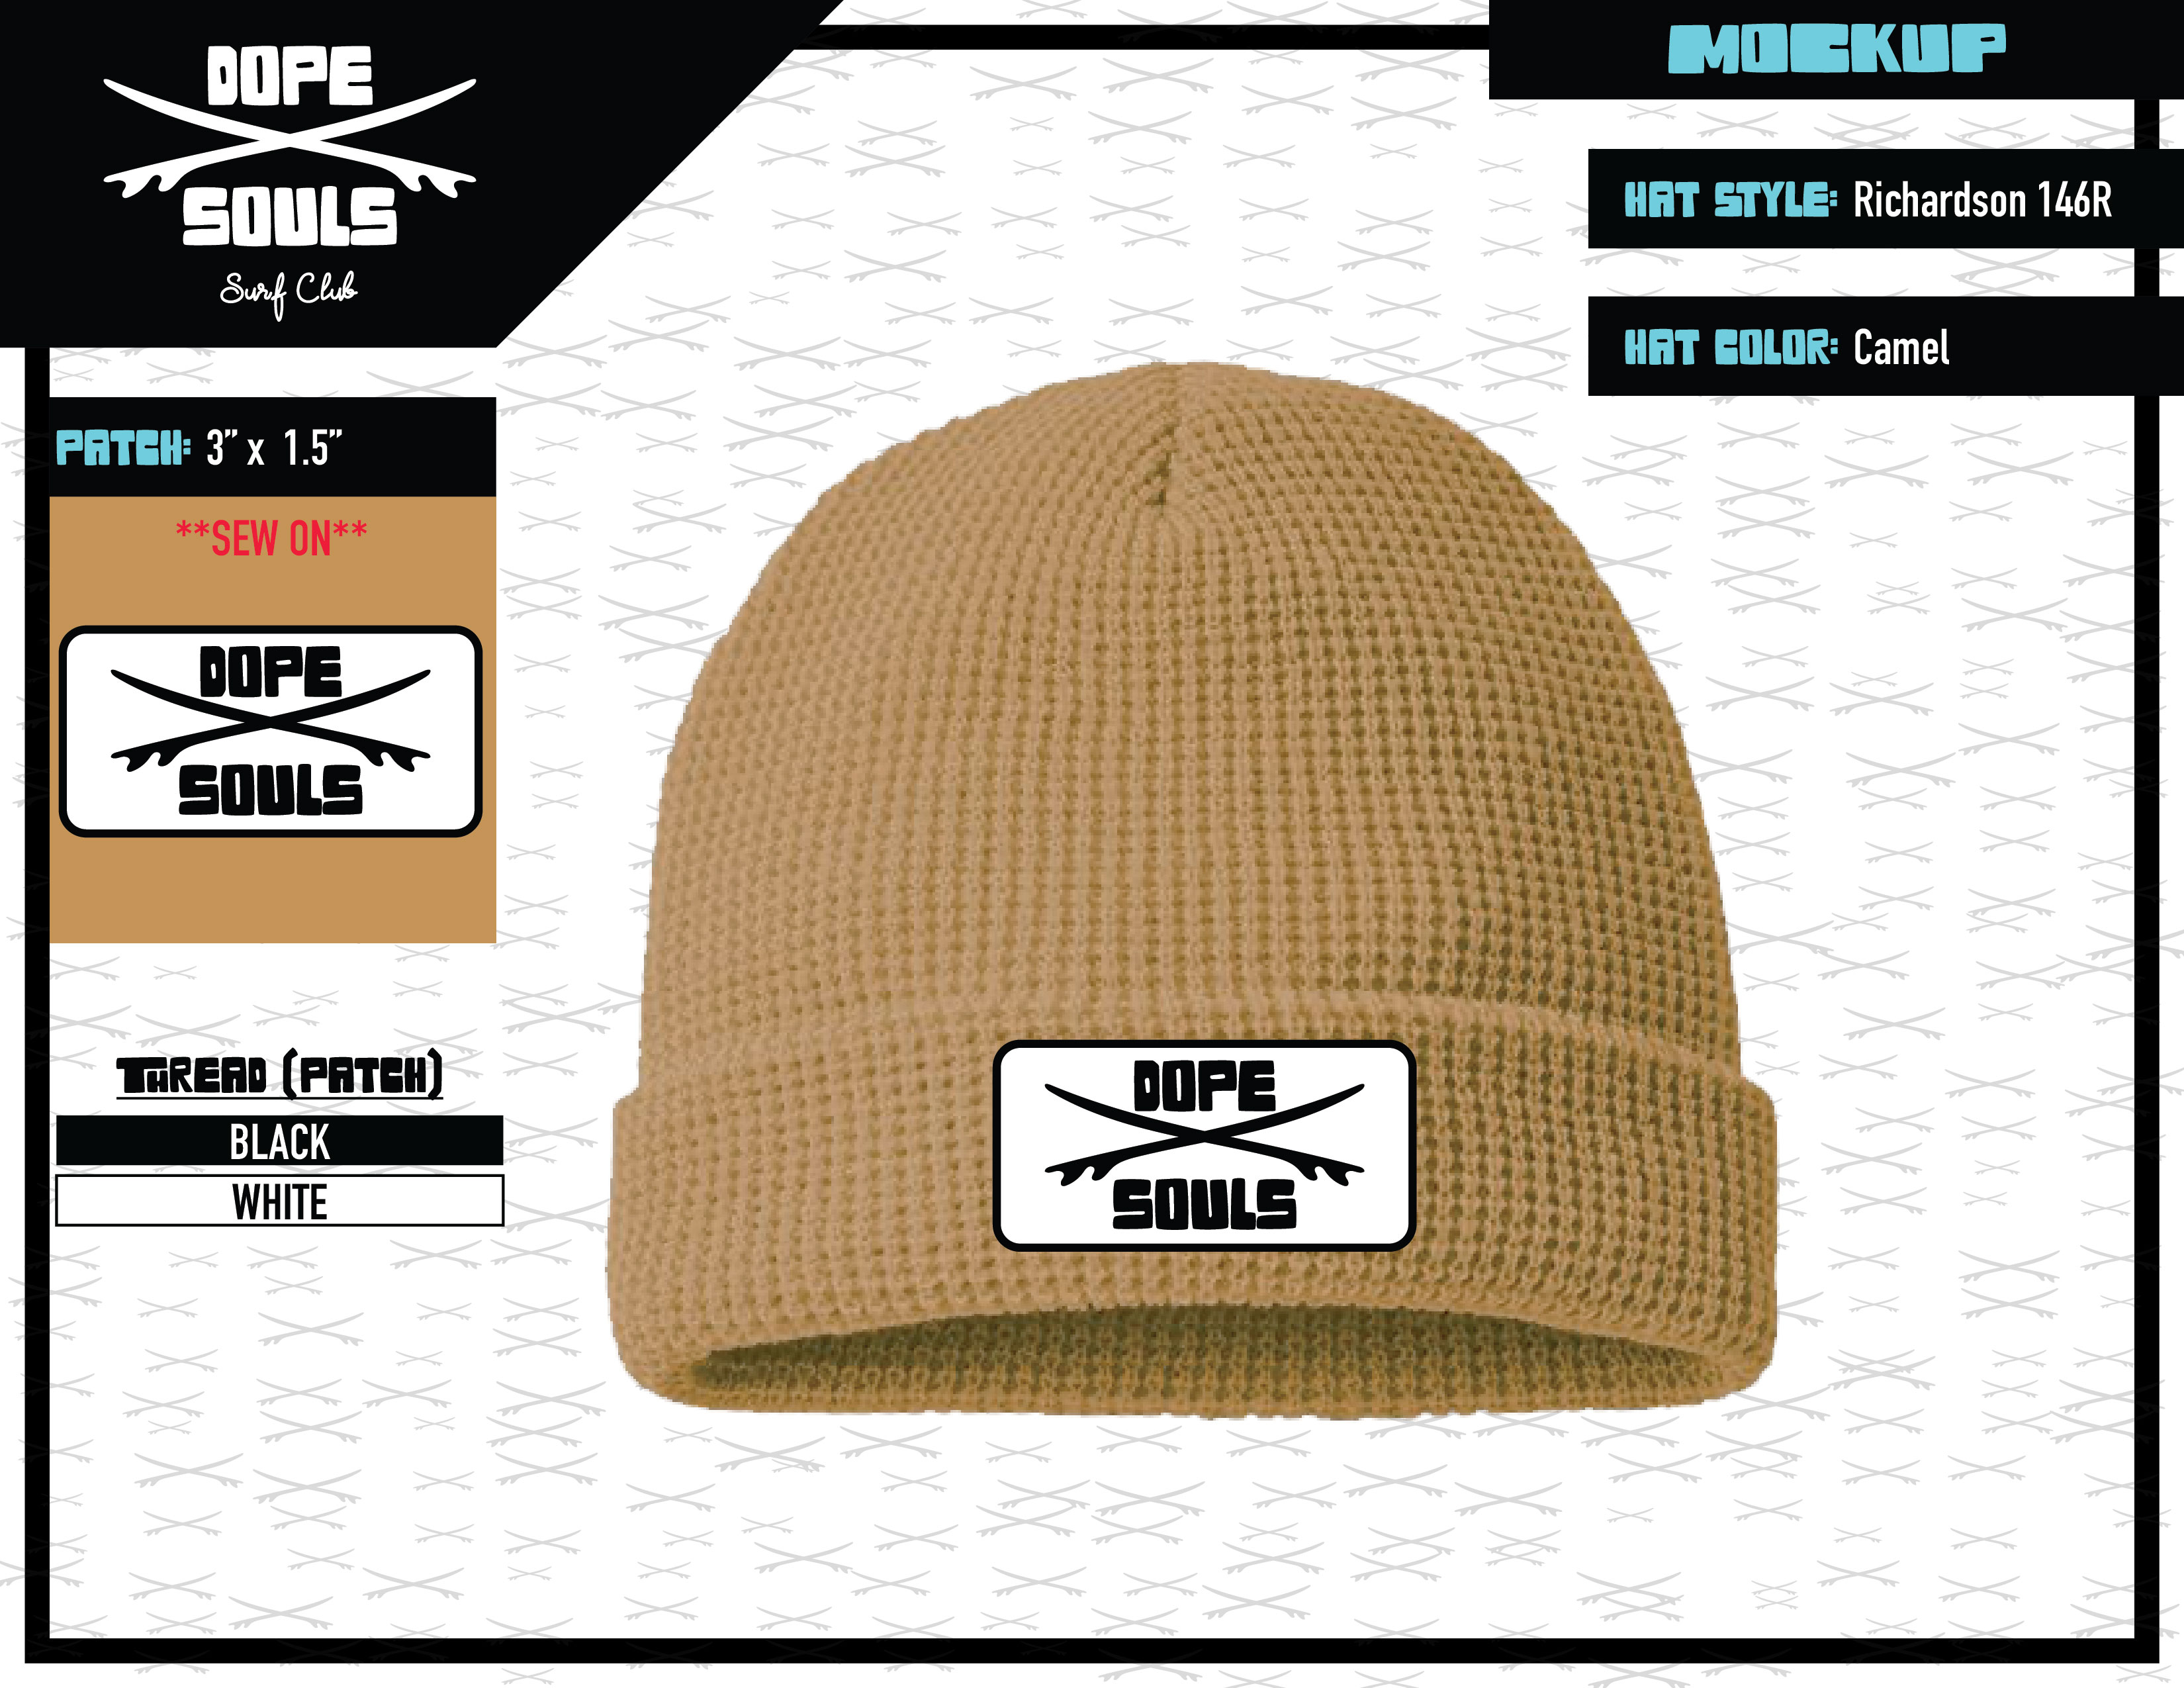 DOPE
SOULS
Surf Club
MOCKUP
HAT STYLE: Richardson 146R
HAT COLOR: Camel
PATCH: 3” x 1.5”
**SEW ON**
DOPE
SOULS
THREAD (PATCH)
BLACK
WHITE
DOPE
SOULS